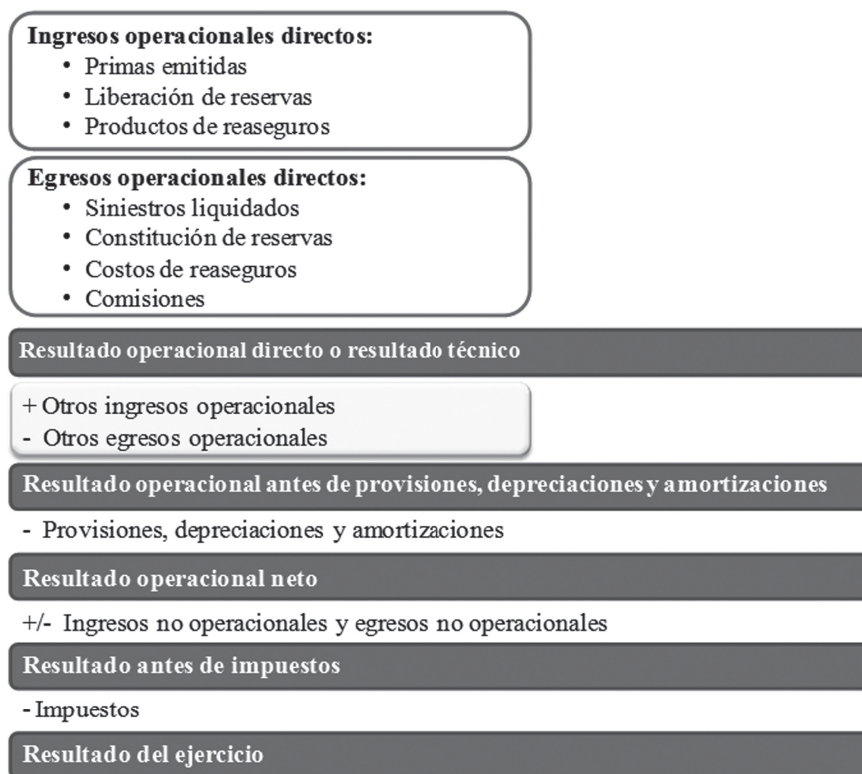 Ingresos operacionales directos:
• Primas emitidas
• Liberación de reservas
• Productos de reaseguros
Egresos operacionales directos:
• Siniestros liquidados
• Constitución de reservas
• Costos de reaseguros
• Comisiones
Resultado operacional directo o resultado técnico
+ Otros ingresos operacionales
- Otros egresos operacionales
Resultado operacional antes de provisiones, depreciaciones y amortizaciones
- Provisiones, depreciaciones y amortizaciones
Resultado operacional neto
+/- Ingresos no operacionales y egresos no operacionales
Resultado antes de impuestos
- Impuestos
Resultado del ejercicio